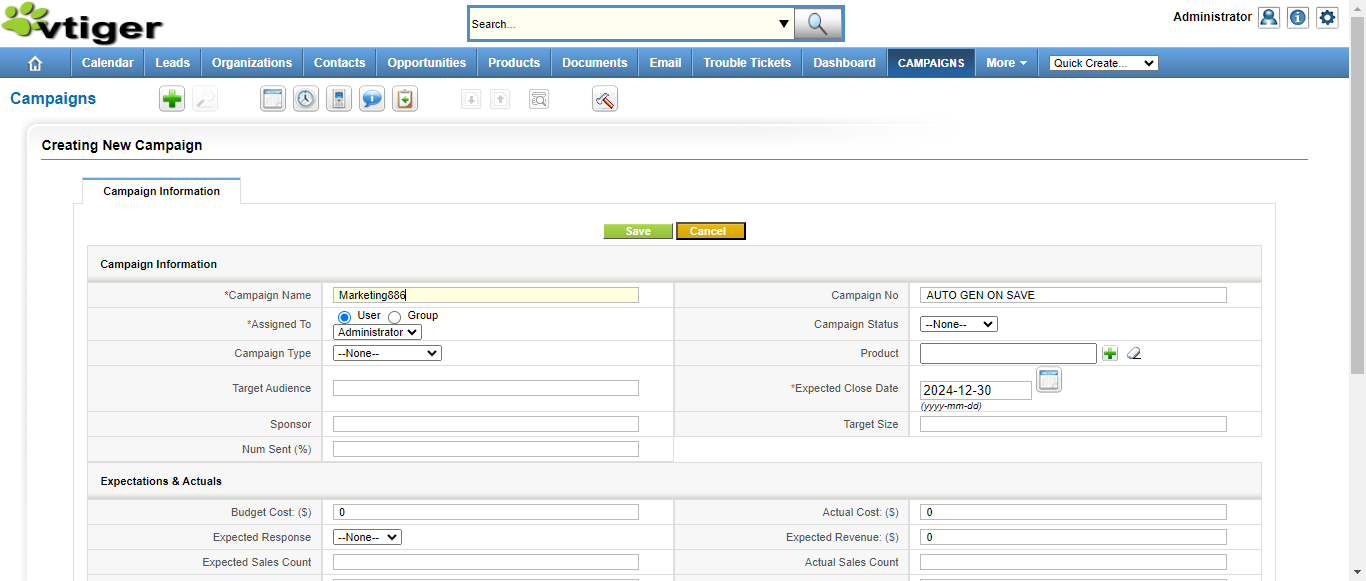 vtiger
Search...
Administrator
Calendar Leads Organizations Contacts Opportunities Products Documents Email Trouble Tickets Dashboard CAMPAIGNS More Quick Create...
Campaigns
Creating New Campaign
Campaign Information
Save Cancel
Campaign Information
*Campaign Name Marketing886 Campaign No AUTO GEN ON SAVE
*Assigned To User Group Administrator Campaign Status --None--
Campaign Type --None-- Product
Target Audience *Expected Close Date 2024-12-30
(yyyy-mm-dd)
Sponsor Target Size
Num Sent (%)
Expectations & Actuals
Budget Cost: ($) 0 Actual Cost: ($) 0
Expected Response --None-- Expected Revenue: ($) 0
Expected Sales Count Actual Sales Count